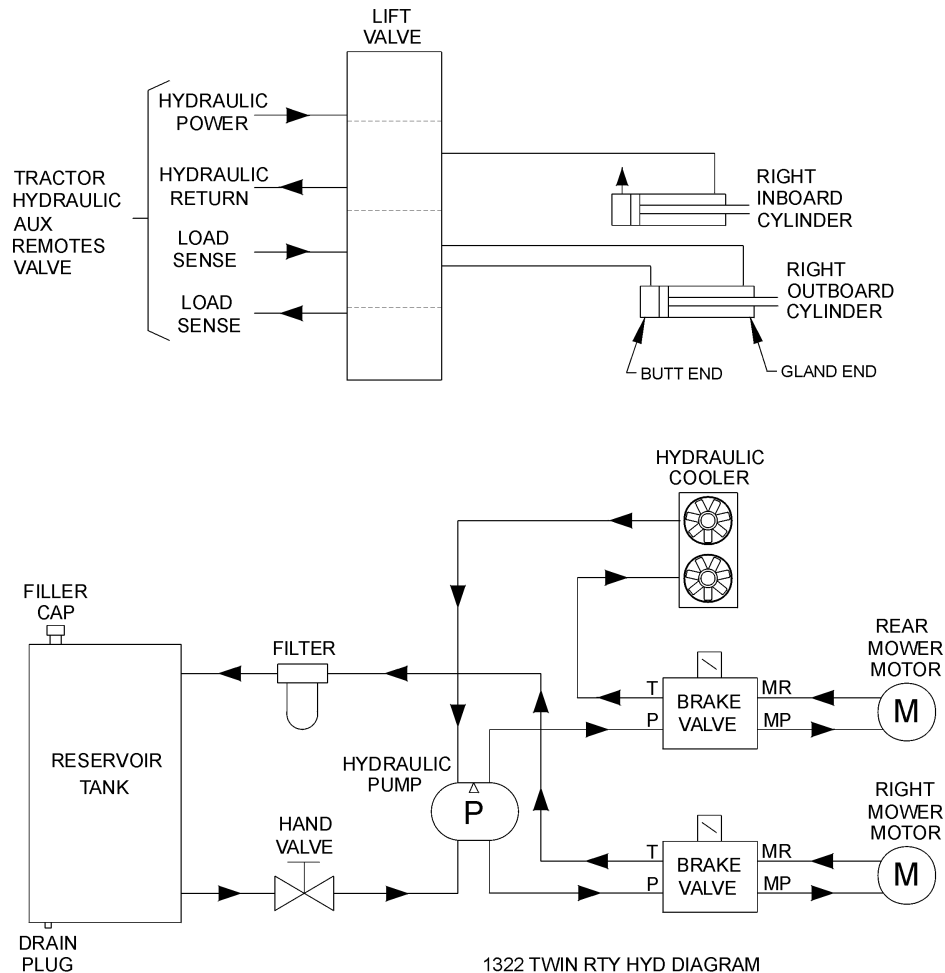 LIFT
VALVE
HYDRAULIC
POWER
HYDRAULIC
RETURN
LOAD
SENSE
LOAD
SENSE
TRACTOR
HYDRAULIC
AUX
REMOTES
VALVE
RIGHT
INBOARD
CYLINDER
RIGHT
OUTBOARD
CYLINDER
BUTT END
GLAND END
HYDRAULIC
COOLER
FILLER
CAP
FILTER
REAR
MOWER
MOTOR
T
BRAKE
VALVE
MR
P
MP
M
RESERVOIR
TANK
HYDRAULIC
PUMP
P
HAND
VALVE
RIGHT
MOWER
MOTOR
T
BRAKE
VALVE
MR
P
MP
M
DRAIN
PLUG
1322 TWIN RTY HYD DIAGRAM